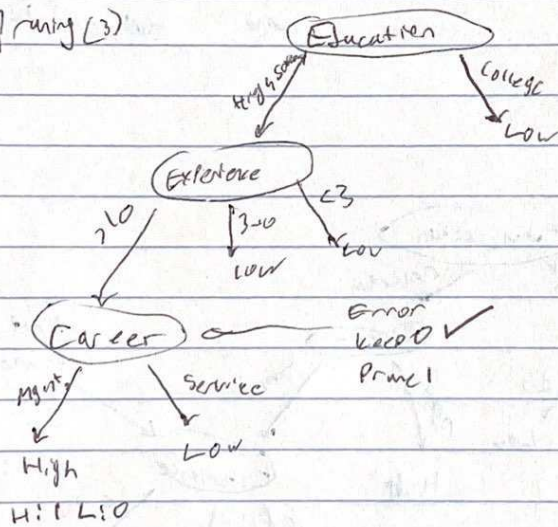 Pruning (3)
Education
High School
College
Low
Experience
>10
3-10
<3
Low
Low
Career
Error
Keep 0 ✓
Prune 1
Mgmt.
Service
High
Low
H:1 L:0